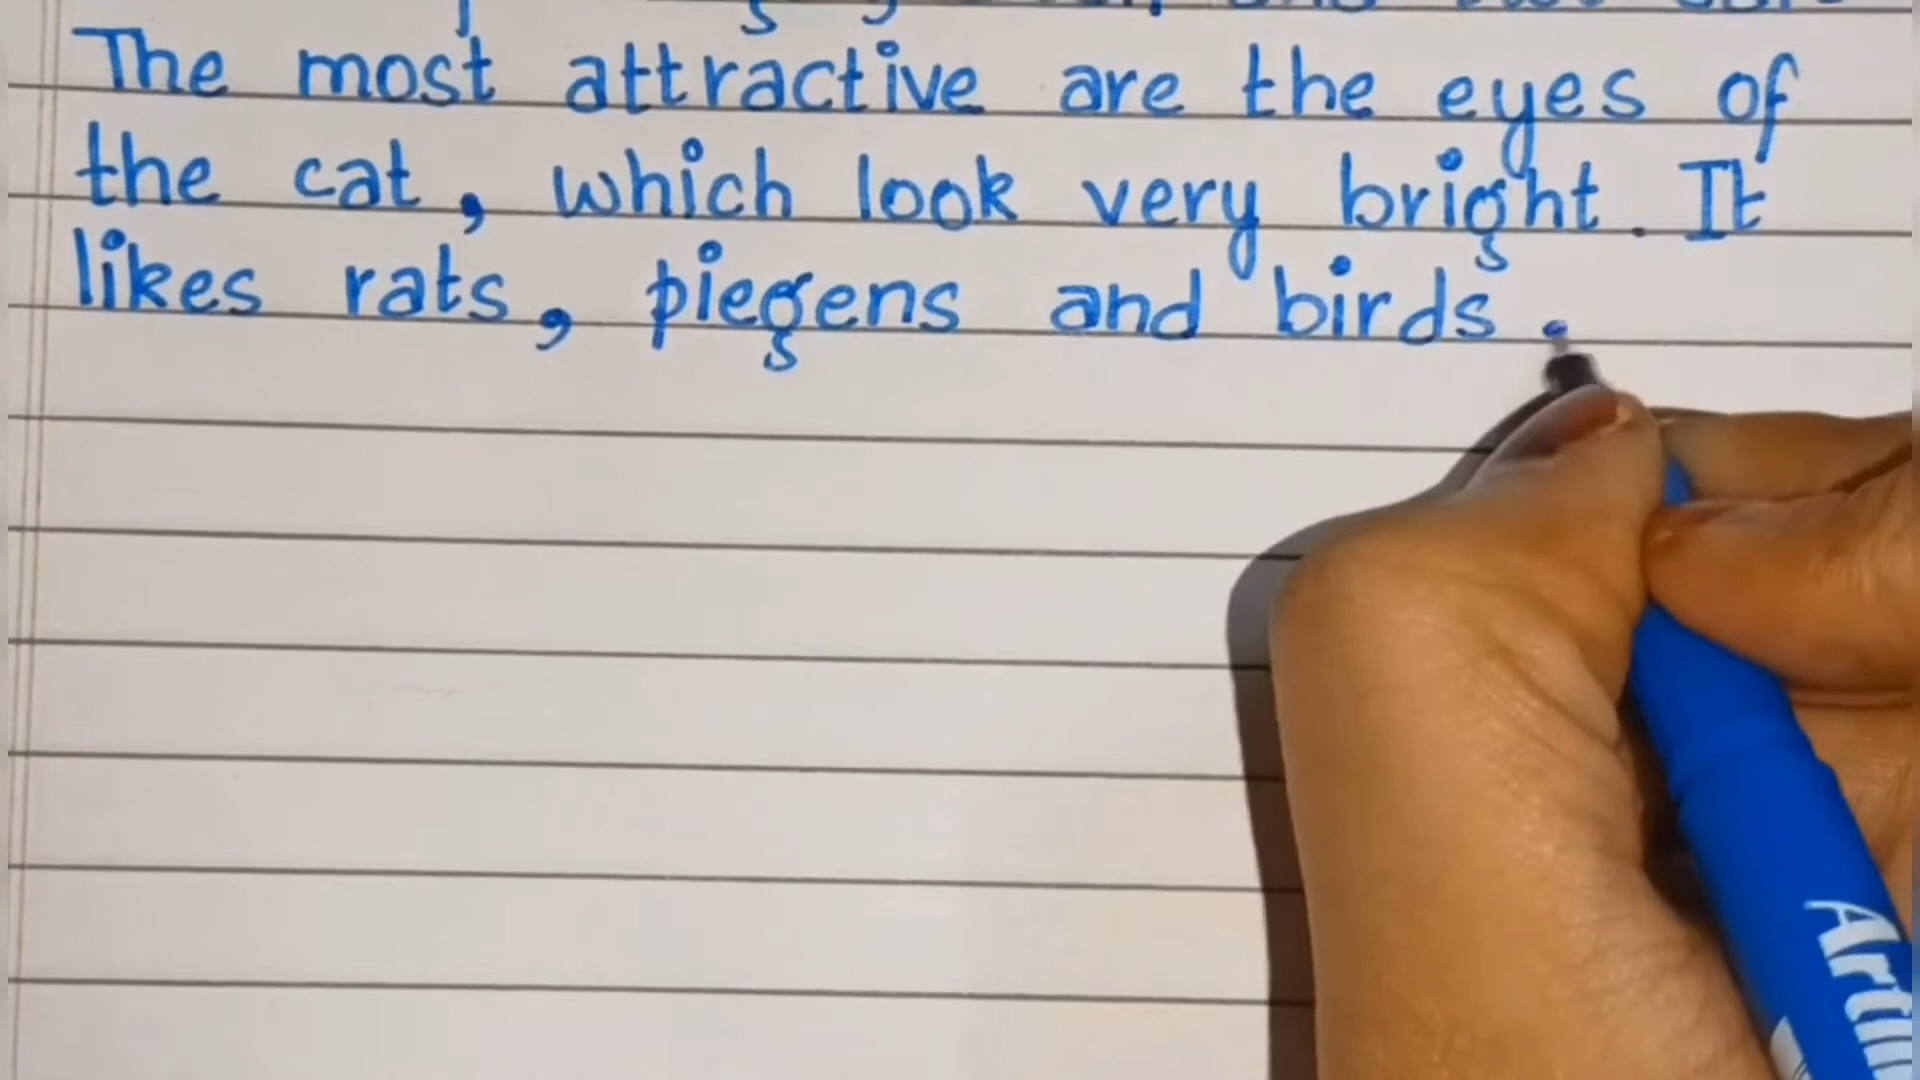 The most attractive are the eyes of
the cat, which look very bright. It
likes rats, piegens and birds.